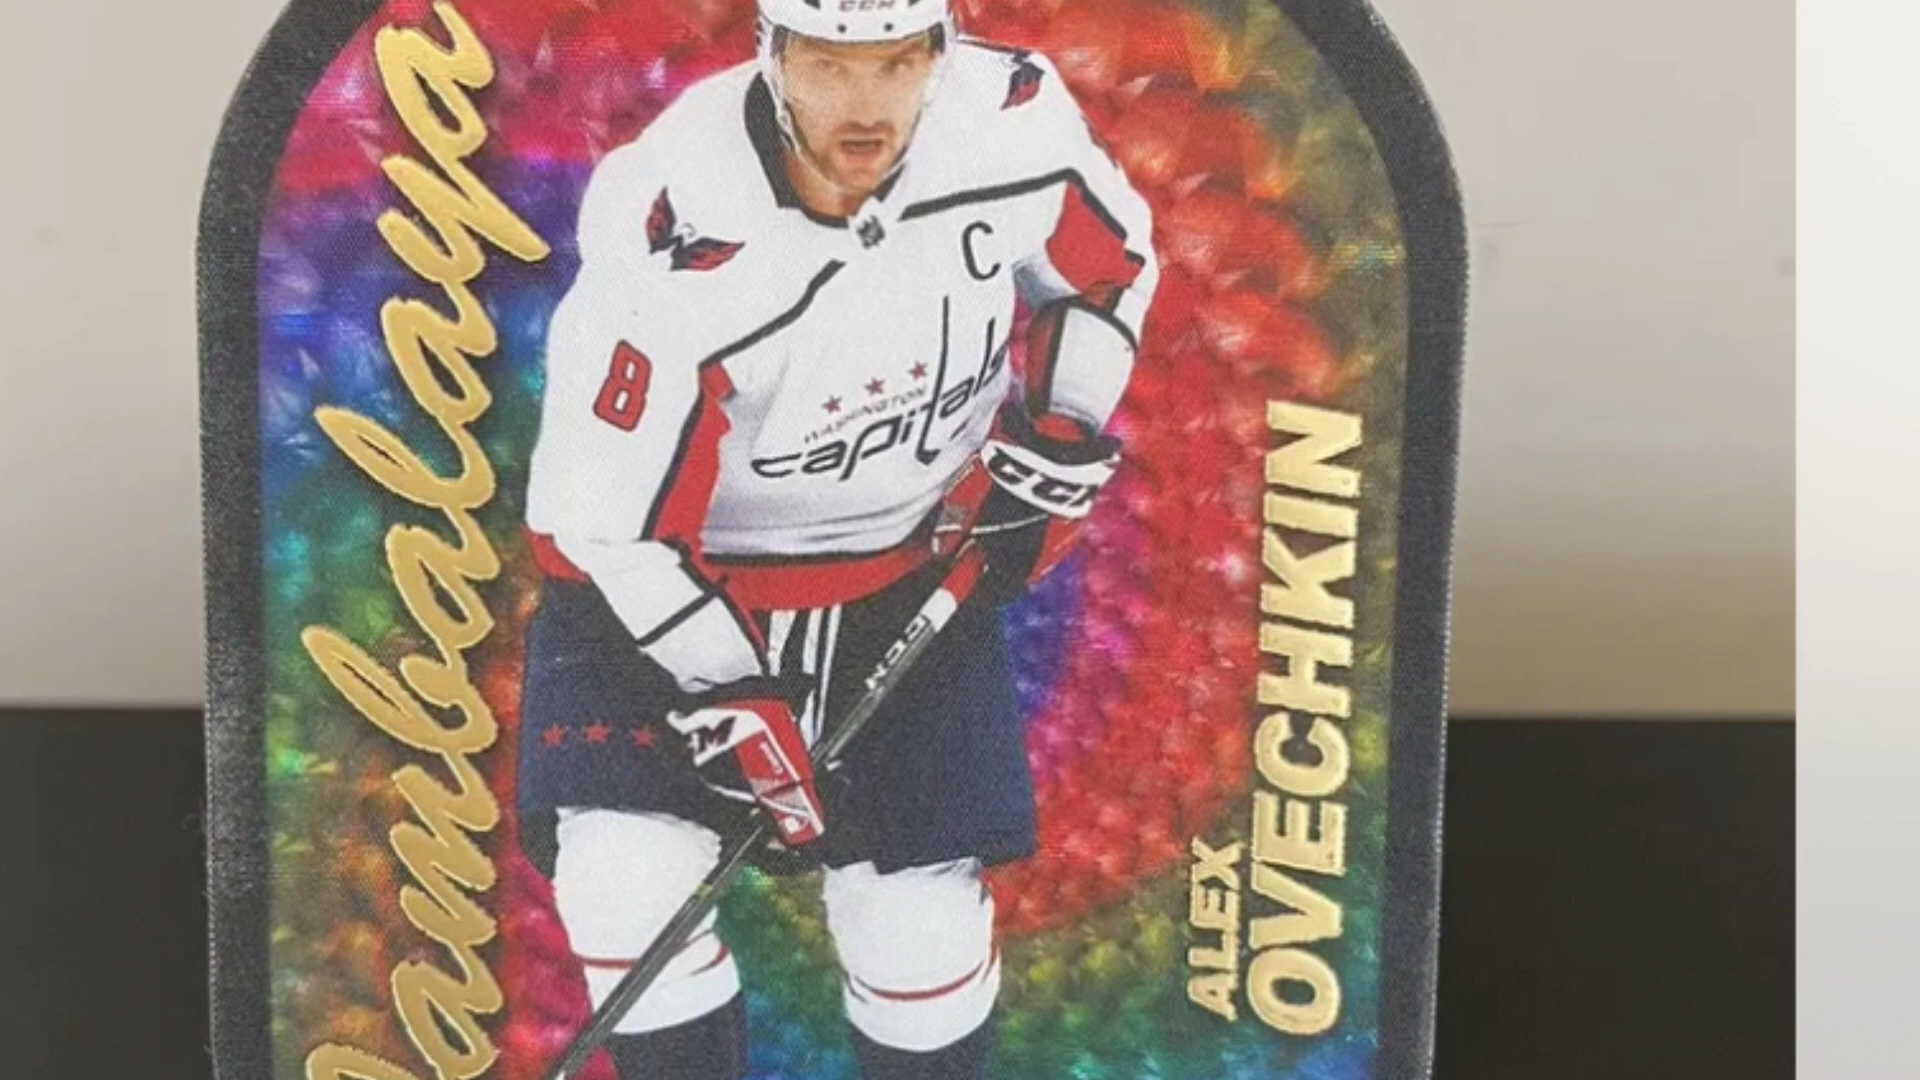 Jambalaya
CCM
C
8
WASHINGTON
capitals
CCM
CCM
ALEX
OVECHKIN